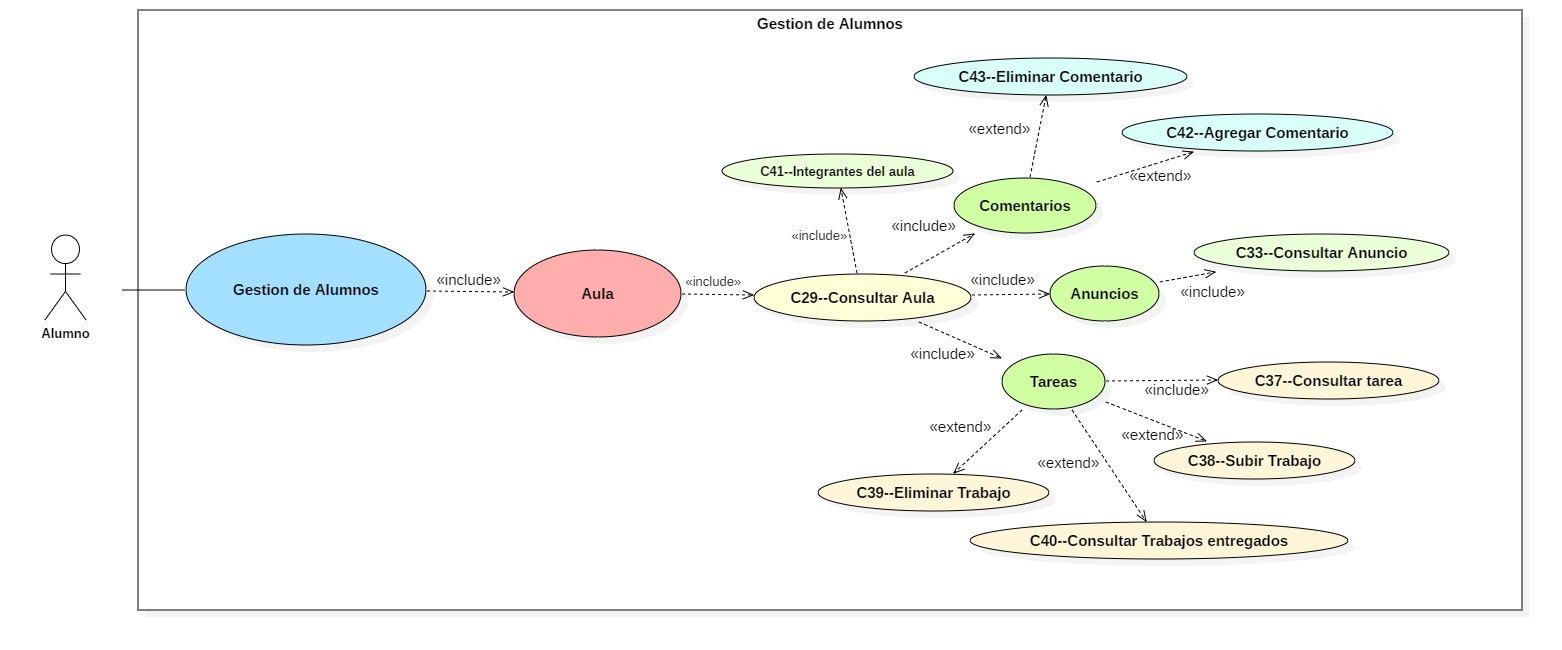 Gestion de Alumnos
C43--Eliminar Comentario
«extend»
C42--Agregar Comentario
«extend»
C41--Integrantes del aula
Comentarios
«include»
«include»
C33--Consultar Anuncio
«include»
Alumno
Gestion de Alumnos
«include»
Aula
«include»
C29--Consultar Aula
«include»
Anuncios
«include»
Tareas
«include»
C37--Consultar tarea
«extend»
«extend»
C38--Subir Trabajo
«extend»
C39--Eliminar Trabajo
C40--Consultar Trabajos entregados